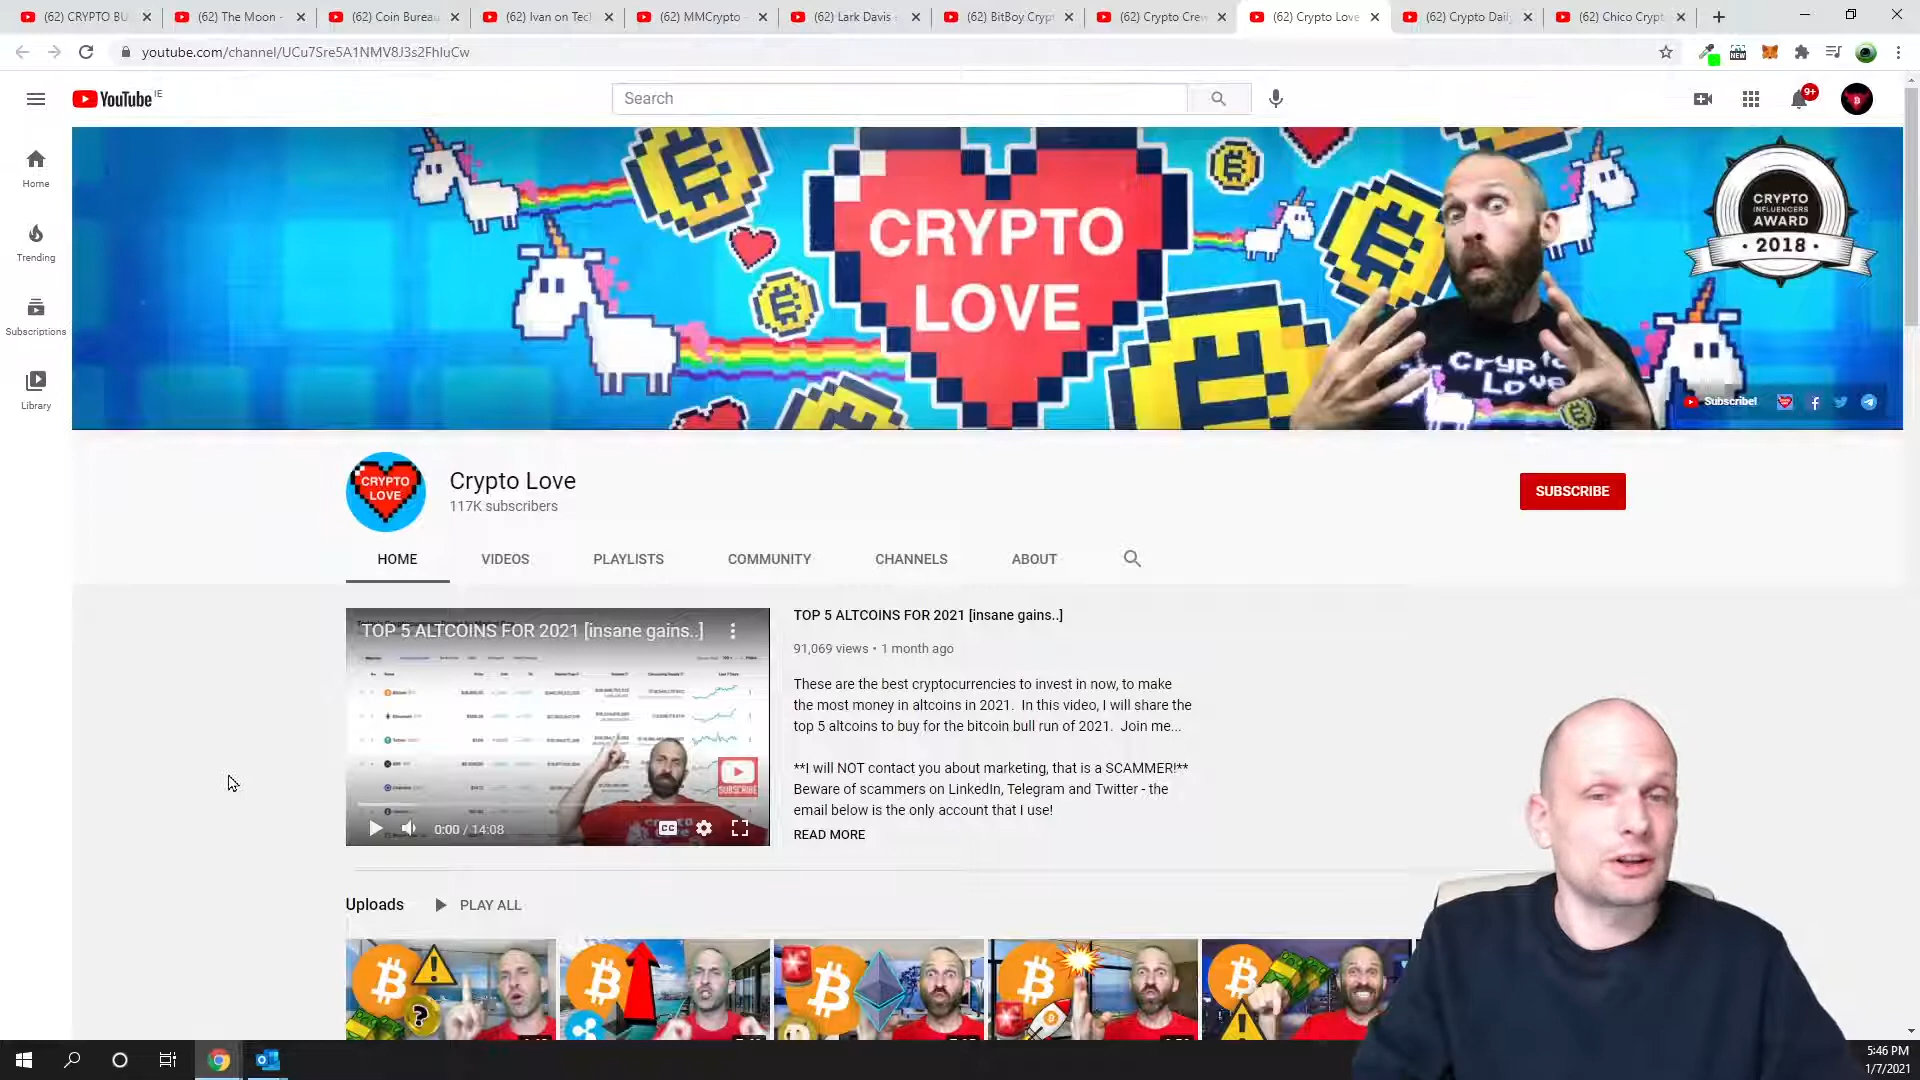 (62) CRYPTO BU
(62) The Moon -
(62) Coin Bureau
(62) Ivan on Tech
(62) MMCrypto -
(62) Lark Davis -
(62) BitBoy Crypt
(62) Crypto Crew
(62) Crypto Love
(62) Crypto Daily
(62) Chico Crypt
youtube.com/channel/UCu7Sre5A1NMV8J3s2FhluCw
NEW
YouTube IE
Search
9+
Home
Trending
Subscriptions
Library
CRYPTO
LOVE
CRYPTO
INFLUENCERS
AWARD
2018
Crypto
Love
Subscribe!
CRYPTO
LOVE
Crypto Love
117K subscribers
SUBSCRIBE
HOME
VIDEOS
PLAYLISTS
COMMUNITY
CHANNELS
ABOUT
TOP 5 ALTCOINS FOR 2021 [insane gains..]
SUBSCRIBE
0:00 / 14:08
CC
TOP 5 ALTCOINS FOR 2021 [insane gains..]
91,069 views • 1 month ago
These are the best cryptocurrencies to invest in now, to make
the most money in altcoins in 2021. In this video, I will share the
top 5 altcoins to buy for the bitcoin bull run of 2021. Join me...
**I will NOT contact you about marketing, that is a SCAMMER!**
Beware of scammers on LinkedIn, Telegram and Twitter - the
email below is the only account that I use!
READ MORE
Uploads
PLAY ALL
5:46 PM
1/7/2021